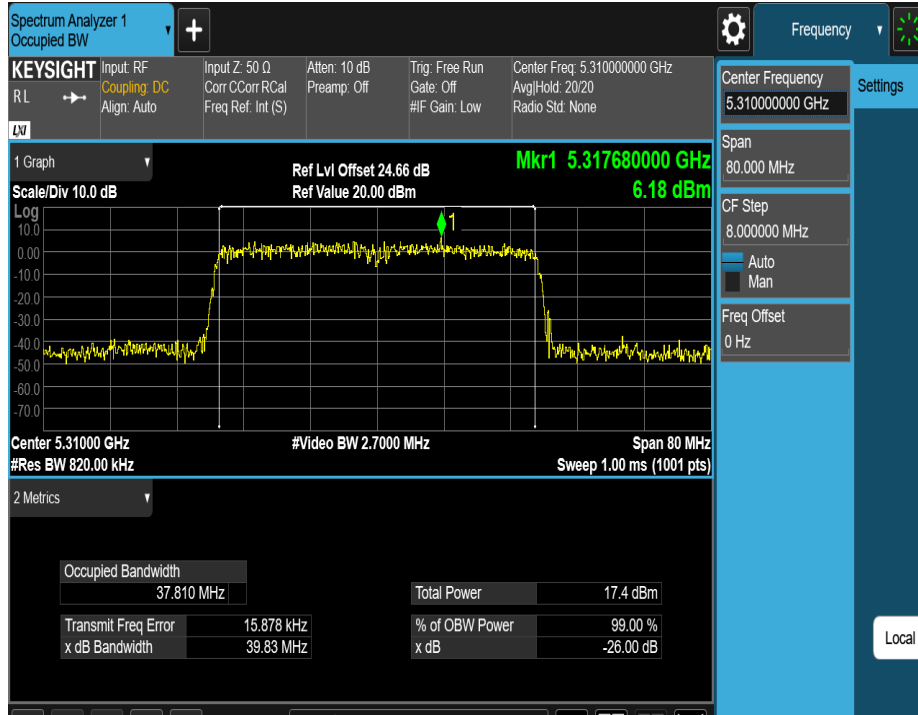 Spectrum Analyzer 1
Occupied BW
+
Frequency
KEYSIGHT
R L
LXI
Input: RF
Coupling: DC
Align: Auto
Input Z: 50 Ω
Corr CCorr RCal
Freq Ref: Int (S)
Atten: 10 dB
Preamp: Off
Trig: Free Run
Gate: Off
#IF Gain: Low
Center Freq: 5.310000000 GHz
Avg|Hold: 20/20
Radio Std: None
Center Frequency
5.310000000 GHz
Settings
Span
80.000 MHz
CF Step
8.000000 MHz
Auto
Man
Freq Offset
0 Hz
Local
1 Graph
Scale/Div 10.0 dB
Ref Lvl Offset 24.66 dB
Ref Value 20.00 dBm
Mkr1 5.317680000 GHz
6.18 dBm
Log
1
10.0
0.00
-10.0
-20.0
-30.0
-40.0
-50.0
-60.0
-70.0
Center 5.31000 GHz
#Res BW 820.00 kHz
#Video BW 2.7000 MHz
Span 80 MHz
Sweep 1.00 ms (1001 pts)
2 Metrics
Occupied Bandwidth
37.810 MHz
Total Power 17.4 dBm
Transmit Freq Error 15.878 kHz
% of OBW Power 99.00 %
x dB Bandwidth 39.83 MHz
x dB -26.00 dB